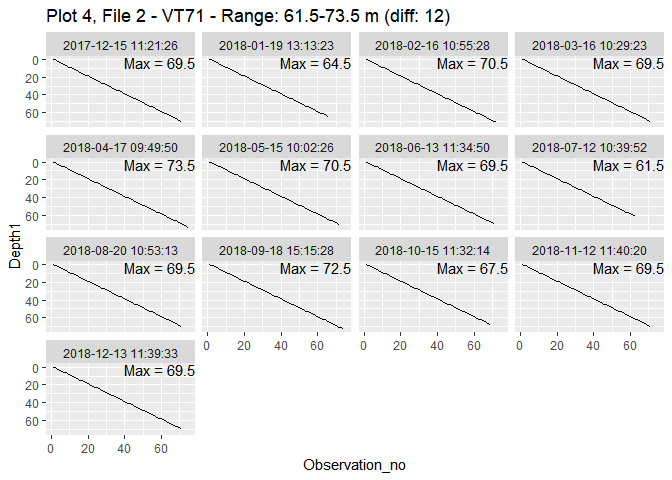 Plot 4, File 2 - VT71 - Range: 61.5-73.5 m (diff: 12)
2017-12-15 11:21:26 2018-01-19 13:13:23 2018-02-16 10:55:28 2018-03-16 10:29:23
0 Max = 69.5 Max = 64.5 Max = 70.5 Max = 69.5
20
40
60
2018-04-17 09:49:50 2018-05-15 10:02:26 2018-06-13 11:34:50 2018-07-12 10:39:52
0 Max = 73.5 Max = 70.5 Max = 69.5 Max = 61.5
20
40
60
Depth1
2018-08-20 10:53:13 2018-09-18 15:15:28 2018-10-15 11:32:14 2018-11-12 11:40:20
0 Max = 69.5 Max = 72.5 Max = 67.5 Max = 69.5
20
40
60
0 20 40 60 0 20 40 60 0 20 40 60
2018-12-13 11:39:33
0 Max = 69.5
20
40
60
0 20 40 60
Observation_no